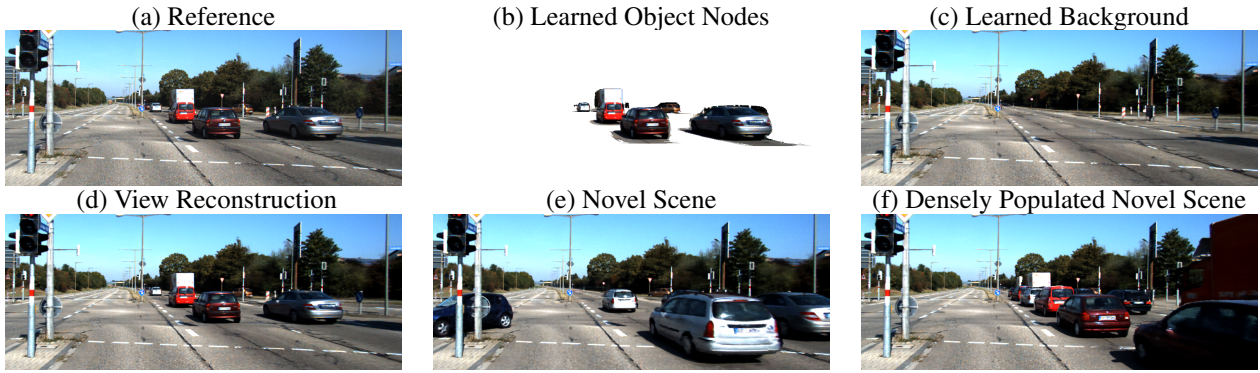 (a) Reference
(b) Learned Object Nodes
(c) Learned Background
(d) View Reconstruction
(e) Novel Scene
(f) Densely Populated Novel Scene